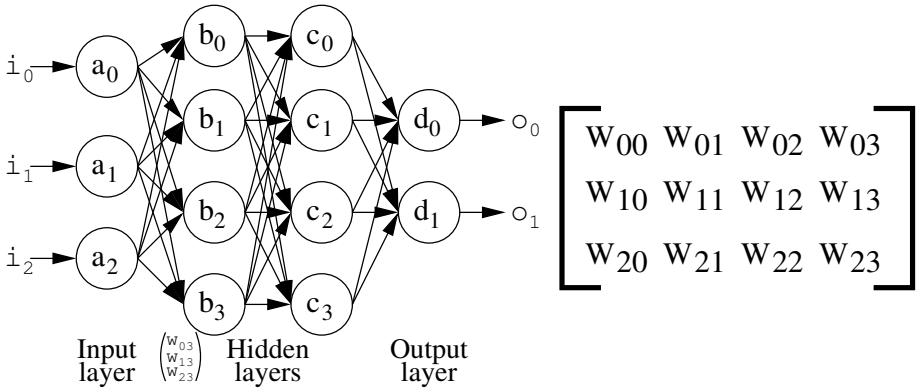 b₀ c₀
i₀ a₀
b₁ c₁ d₀ o₀
i₁ a₁
b₂ c₂ d₁ o₁
i₂ a₂
b₃ c₃
Input layer
w₀₃
w₁₃
w₂₃
Hidden layers
Output layer
w₀₀ w₀₁ w₀₂ w₀₃
w₁₀ w₁₁ w₁₂ w₁₃
w₂₀ w₂₁ w₂₂ w₂₃